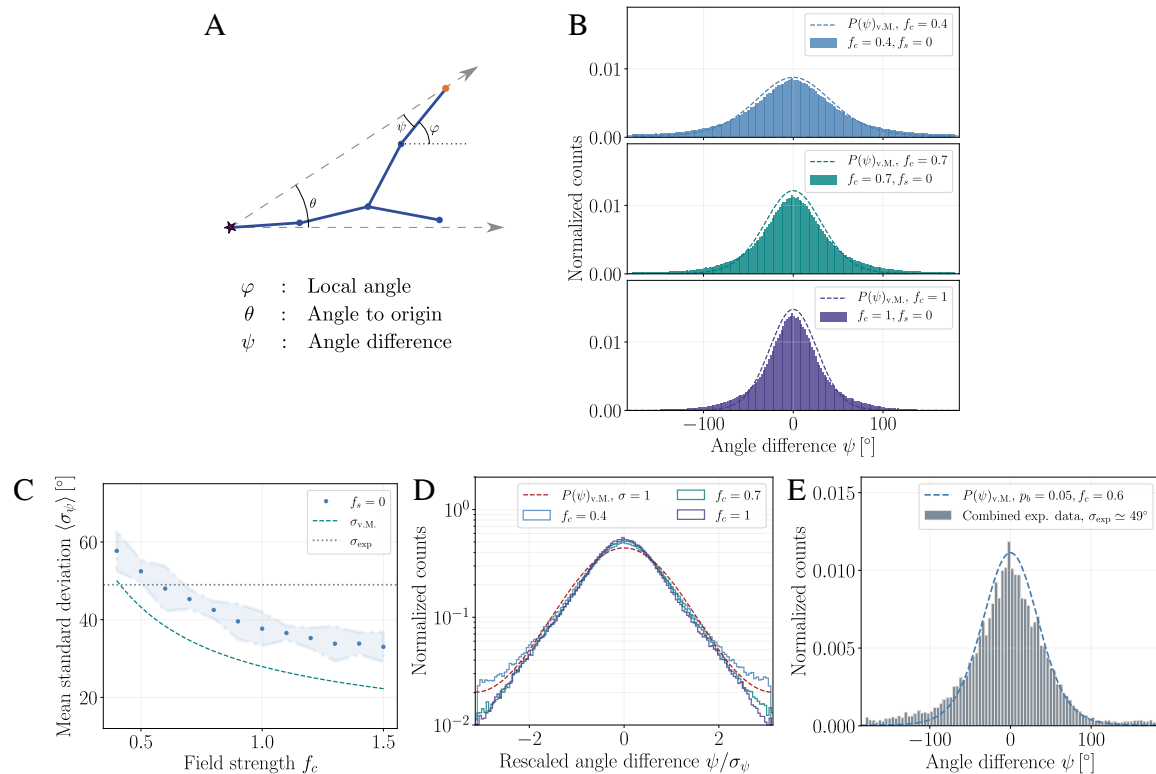 A
ψ
φ
θ
φ : Local angle
θ : Angle to origin
ψ : Angle difference
B
P(ψ)v.M., fc = 0.4
fc = 0.4, fs = 0
0.01
0.00
P(ψ)v.M., fc = 0.7
fc = 0.7, fs = 0
0.01
0.00
P(ψ)v.M., fc = 1
fc = 1, fs = 0
0.01
0.00
−100 0 100
Normalized counts
Angle difference ψ [°]
C
Mean standard deviation ⟨σψ⟩ [°]
60
40
20
fs = 0
σv.M.
σexp
0.5 1.0 1.5
Field strength fc
D
Normalized counts
10⁰
10⁻¹
10⁻²
P(ψ)v.M., σ = 1
fc = 0.4
fc = 0.7
fc = 1
−2 0 2
Rescaled angle difference ψ/σψ
E
Normalized counts
0.015
0.010
0.005
0.000
P(ψ)v.M., pb = 0.05, fc = 0.6
Combined exp. data, σexp ≃ 49°
−100 0 100
Angle difference ψ [°]